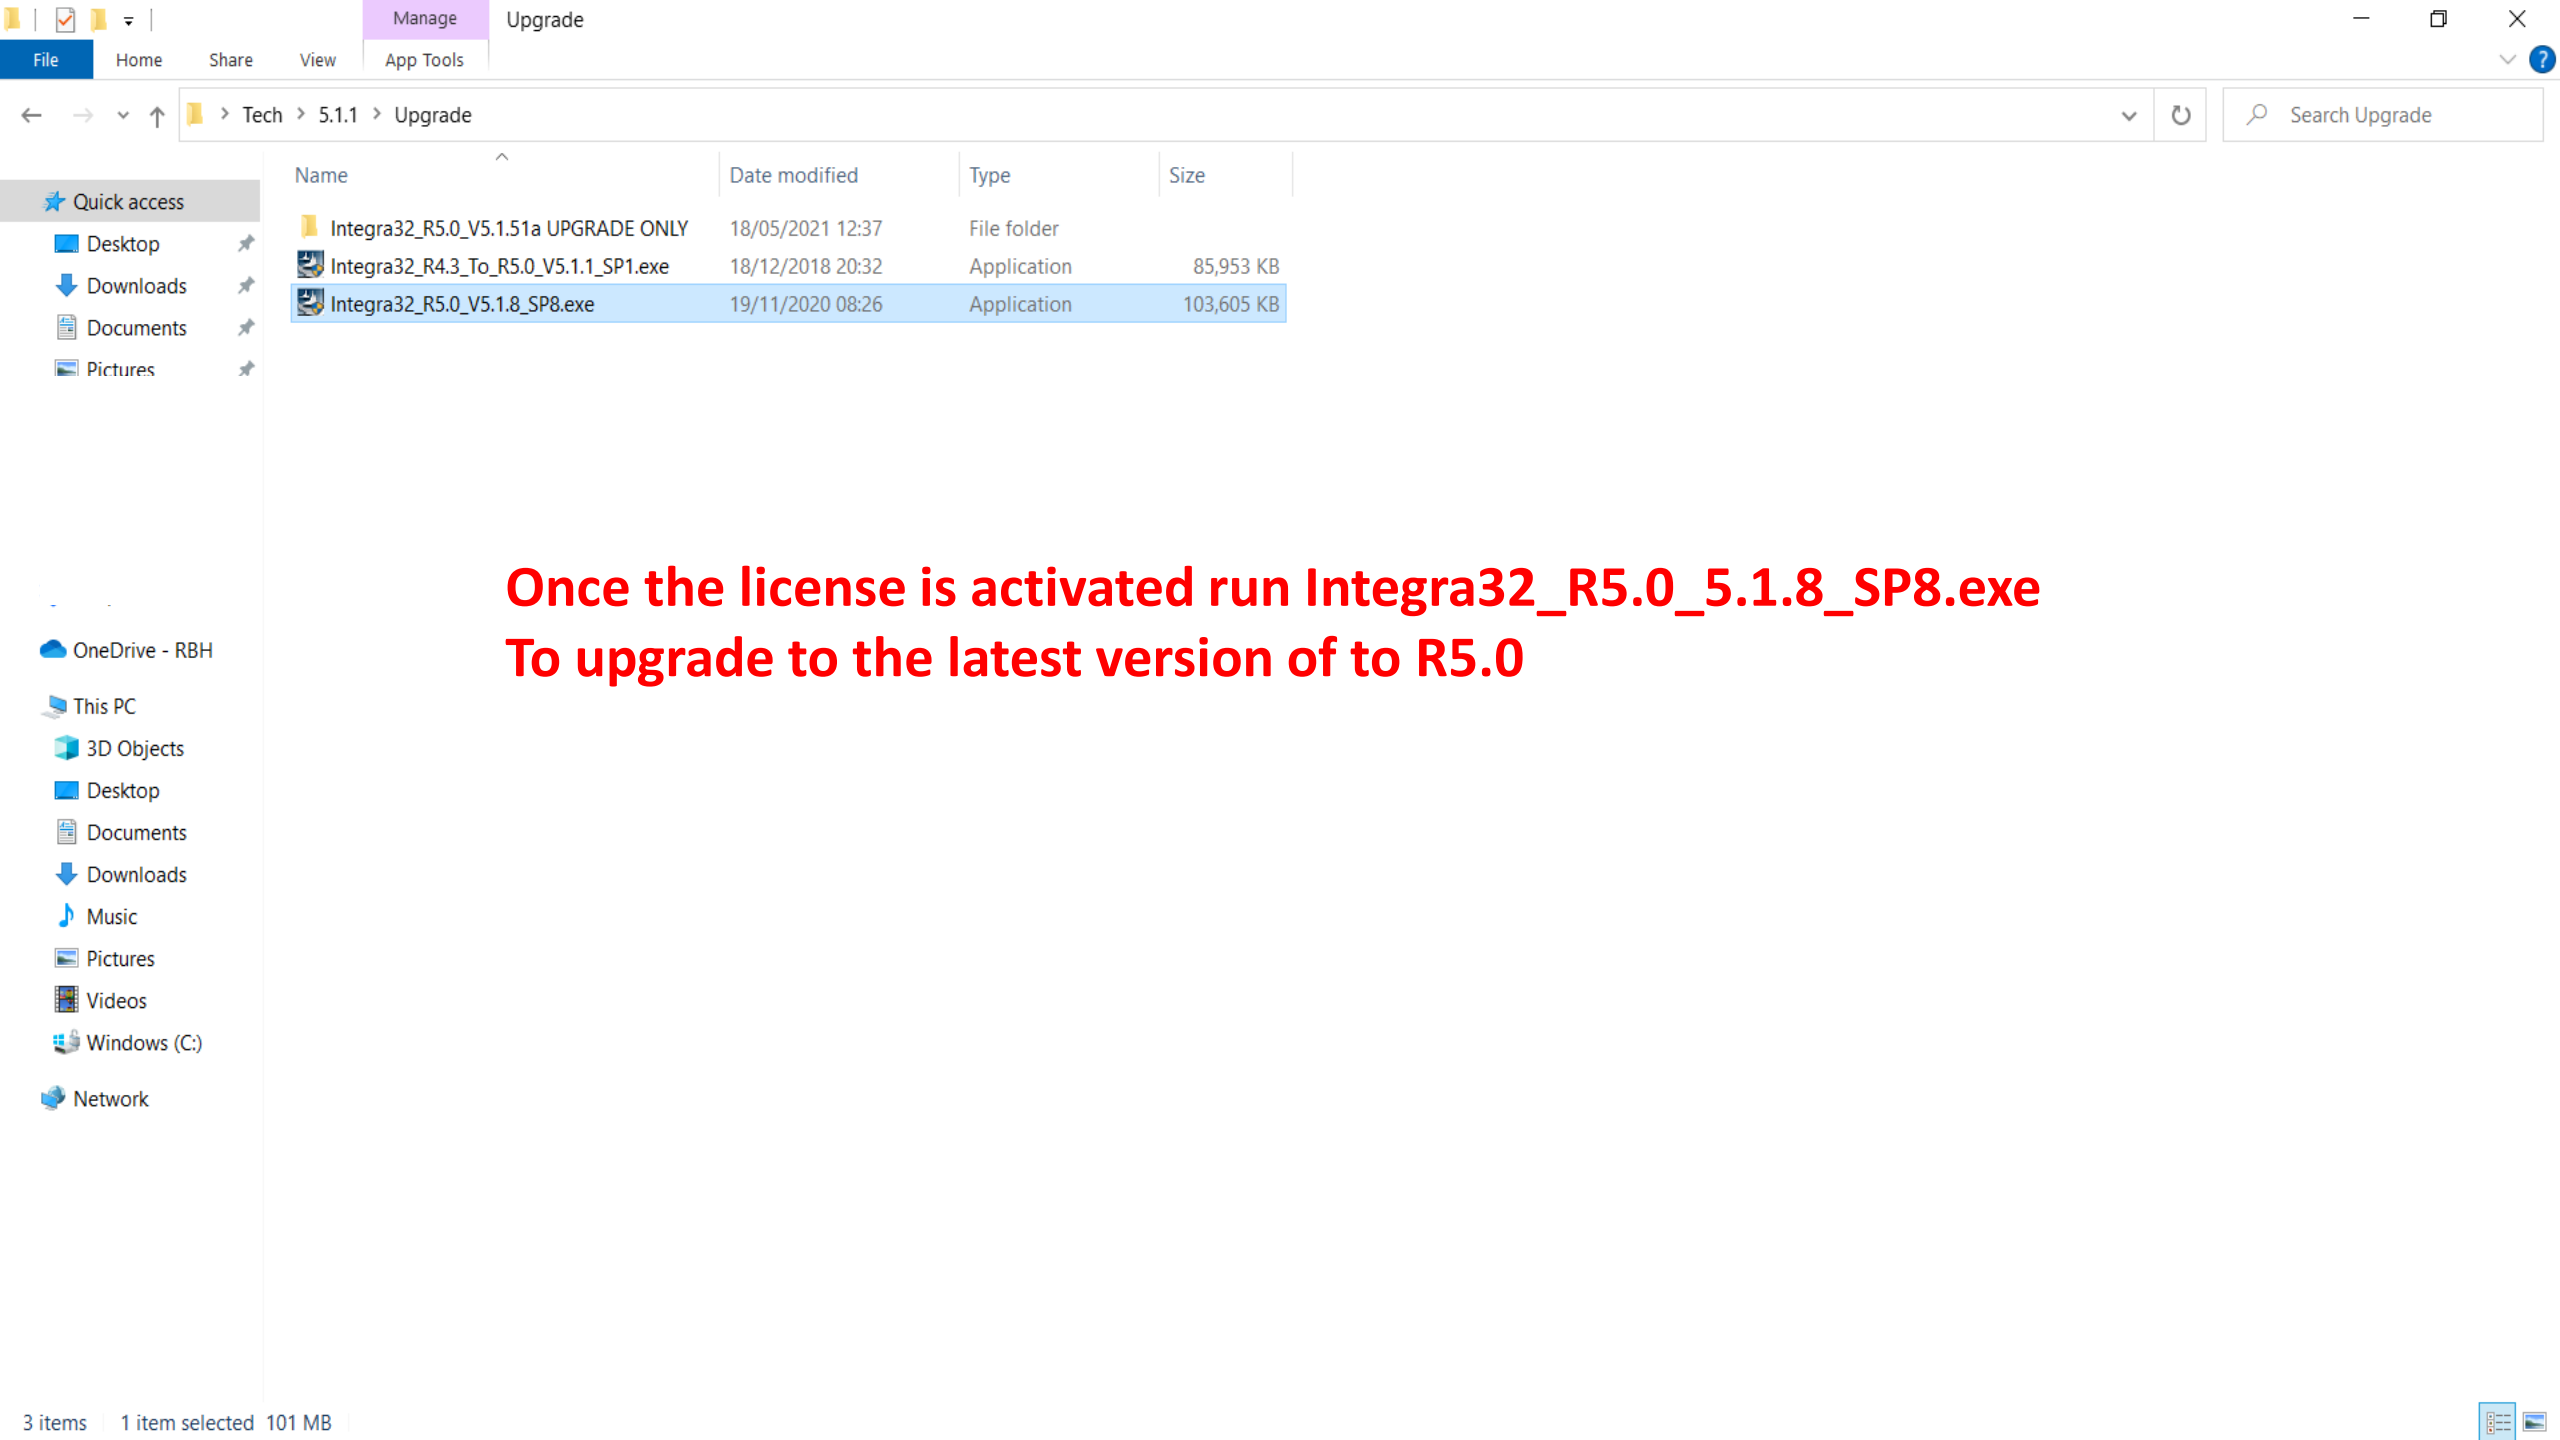 Manage
Upgrade
File
Home
Share
View
App Tools
Tech > 5.1.1 > Upgrade
Search Upgrade
Name
Date modified
Type
Size
Quick access
Desktop
Downloads
Documents
Pictures
Integra32_R5.0_V5.1.51a UPGRADE ONLY 18/05/2021 12:37 File folder
Integra32_R4.3_To_R5.0_V5.1.1_SP1.exe 18/12/2018 20:32 Application 85,953 KB
Integra32_R5.0_V5.1.8_SP8.exe 19/11/2020 08:26 Application 103,605 KB
Once the license is activated run Integra32_R5.0_5.1.8_SP8.exe
To upgrade to the latest version of to R5.0
OneDrive - RBH
This PC
3D Objects
Desktop
Documents
Downloads
Music
Pictures
Videos
Windows (C:)
Network
3 items 1 item selected 101 MB